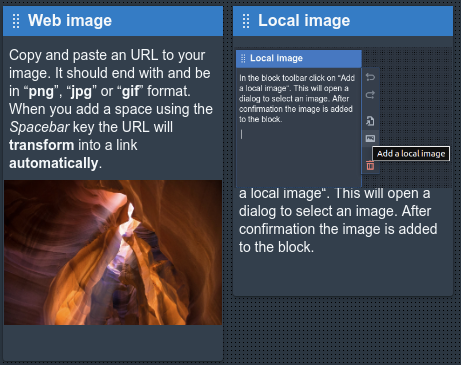 Web image
Copy and paste an URL to your
image. It should end with and be
in “png”, “jpg” or “gif” format.
When you add a space using the
Spacebar key the URL will
transform into a link
automatically.
Local image
Local image
In the block toolbar click on “Add
a local image“. This will open a
dialog to select an image. After
confirmation the image is added
to the block.
Add a local image
a local image“. This will open a
dialog to select an image. After
confirmation the image is added
to the block.